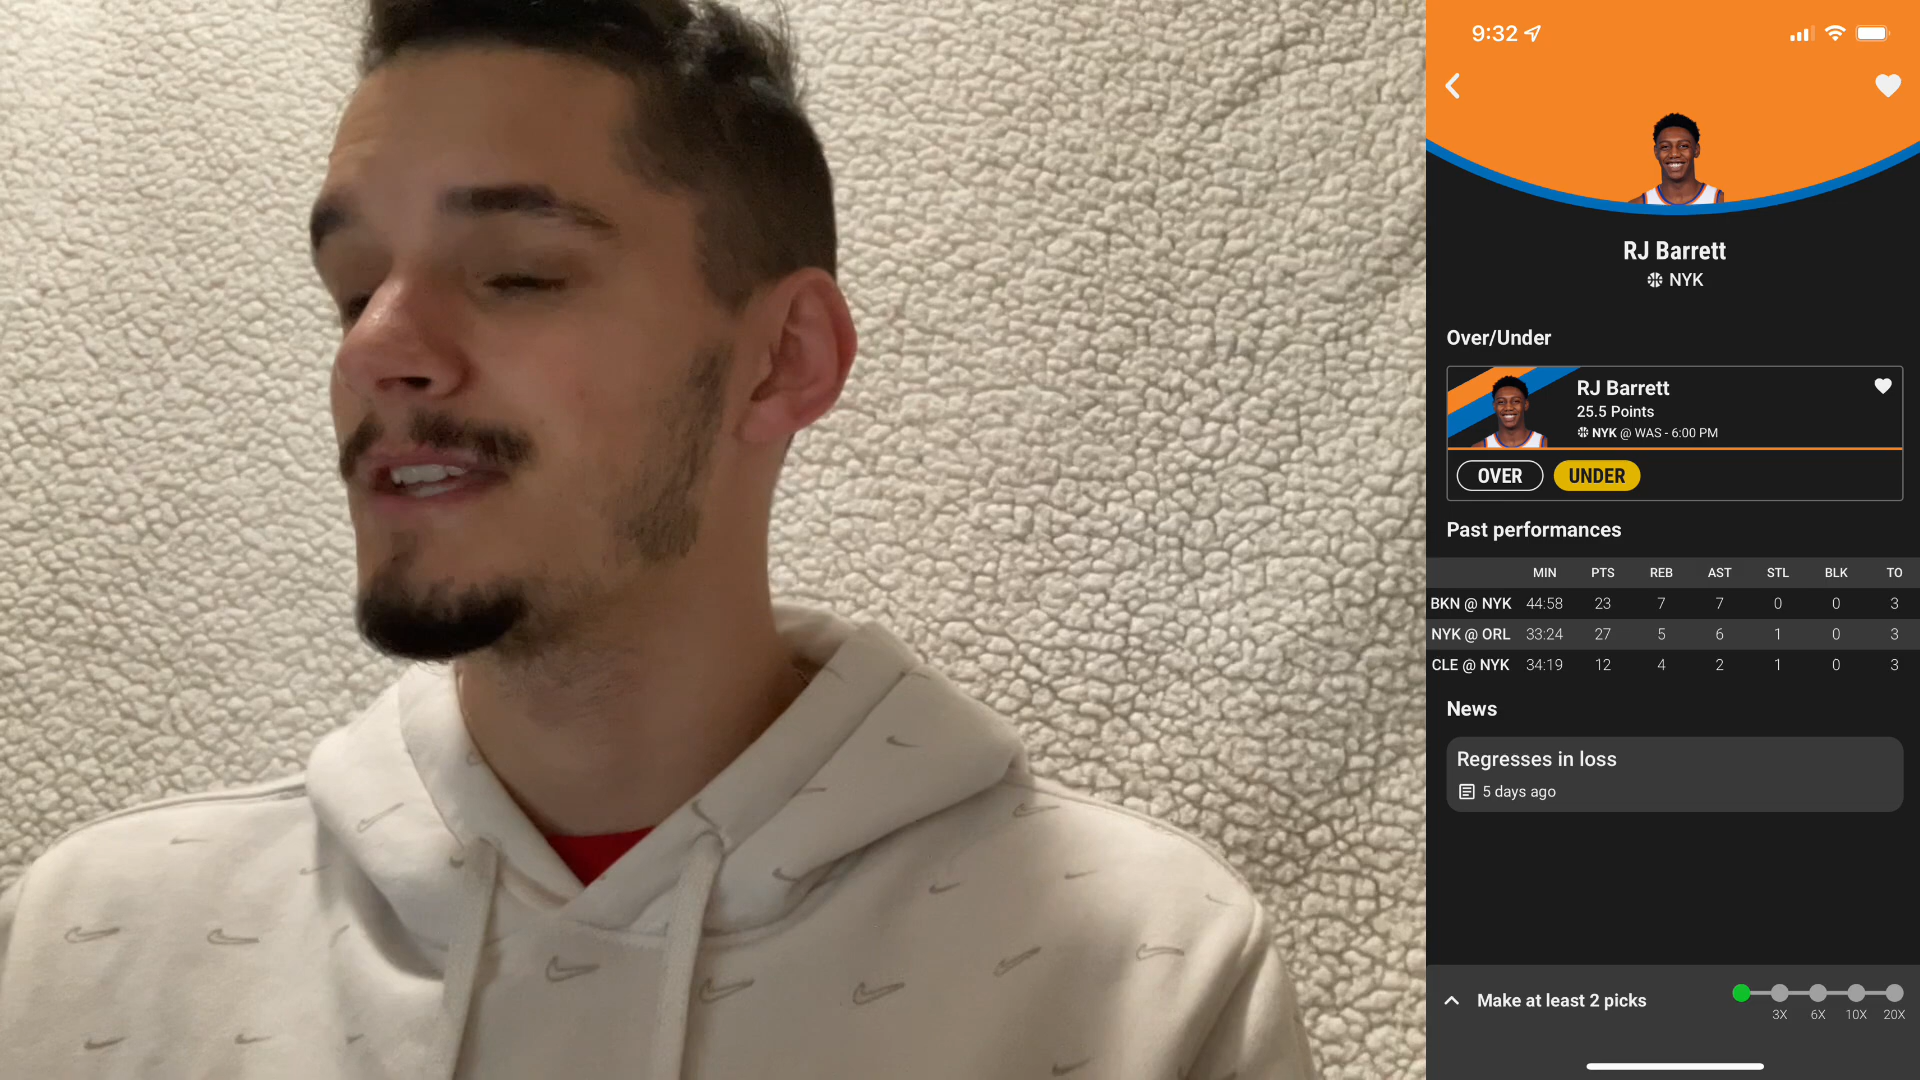 9:32
RJ Barrett
NYK
Over/Under
RJ Barrett
25.5 Points
NYK @ WAS - 6:00 PM
OVER UNDER
Past performances
MIN PTS REB AST STL BLK TO
BKN @ NYK 44:58 23 7 7 0 0 3
NYK @ ORL 33:24 27 5 6 1 0 3
CLE @ NYK 34:19 12 4 2 1 0 3
News
Regresses in loss
5 days ago
Make at least 2 picks
3X 6X 10X 20X